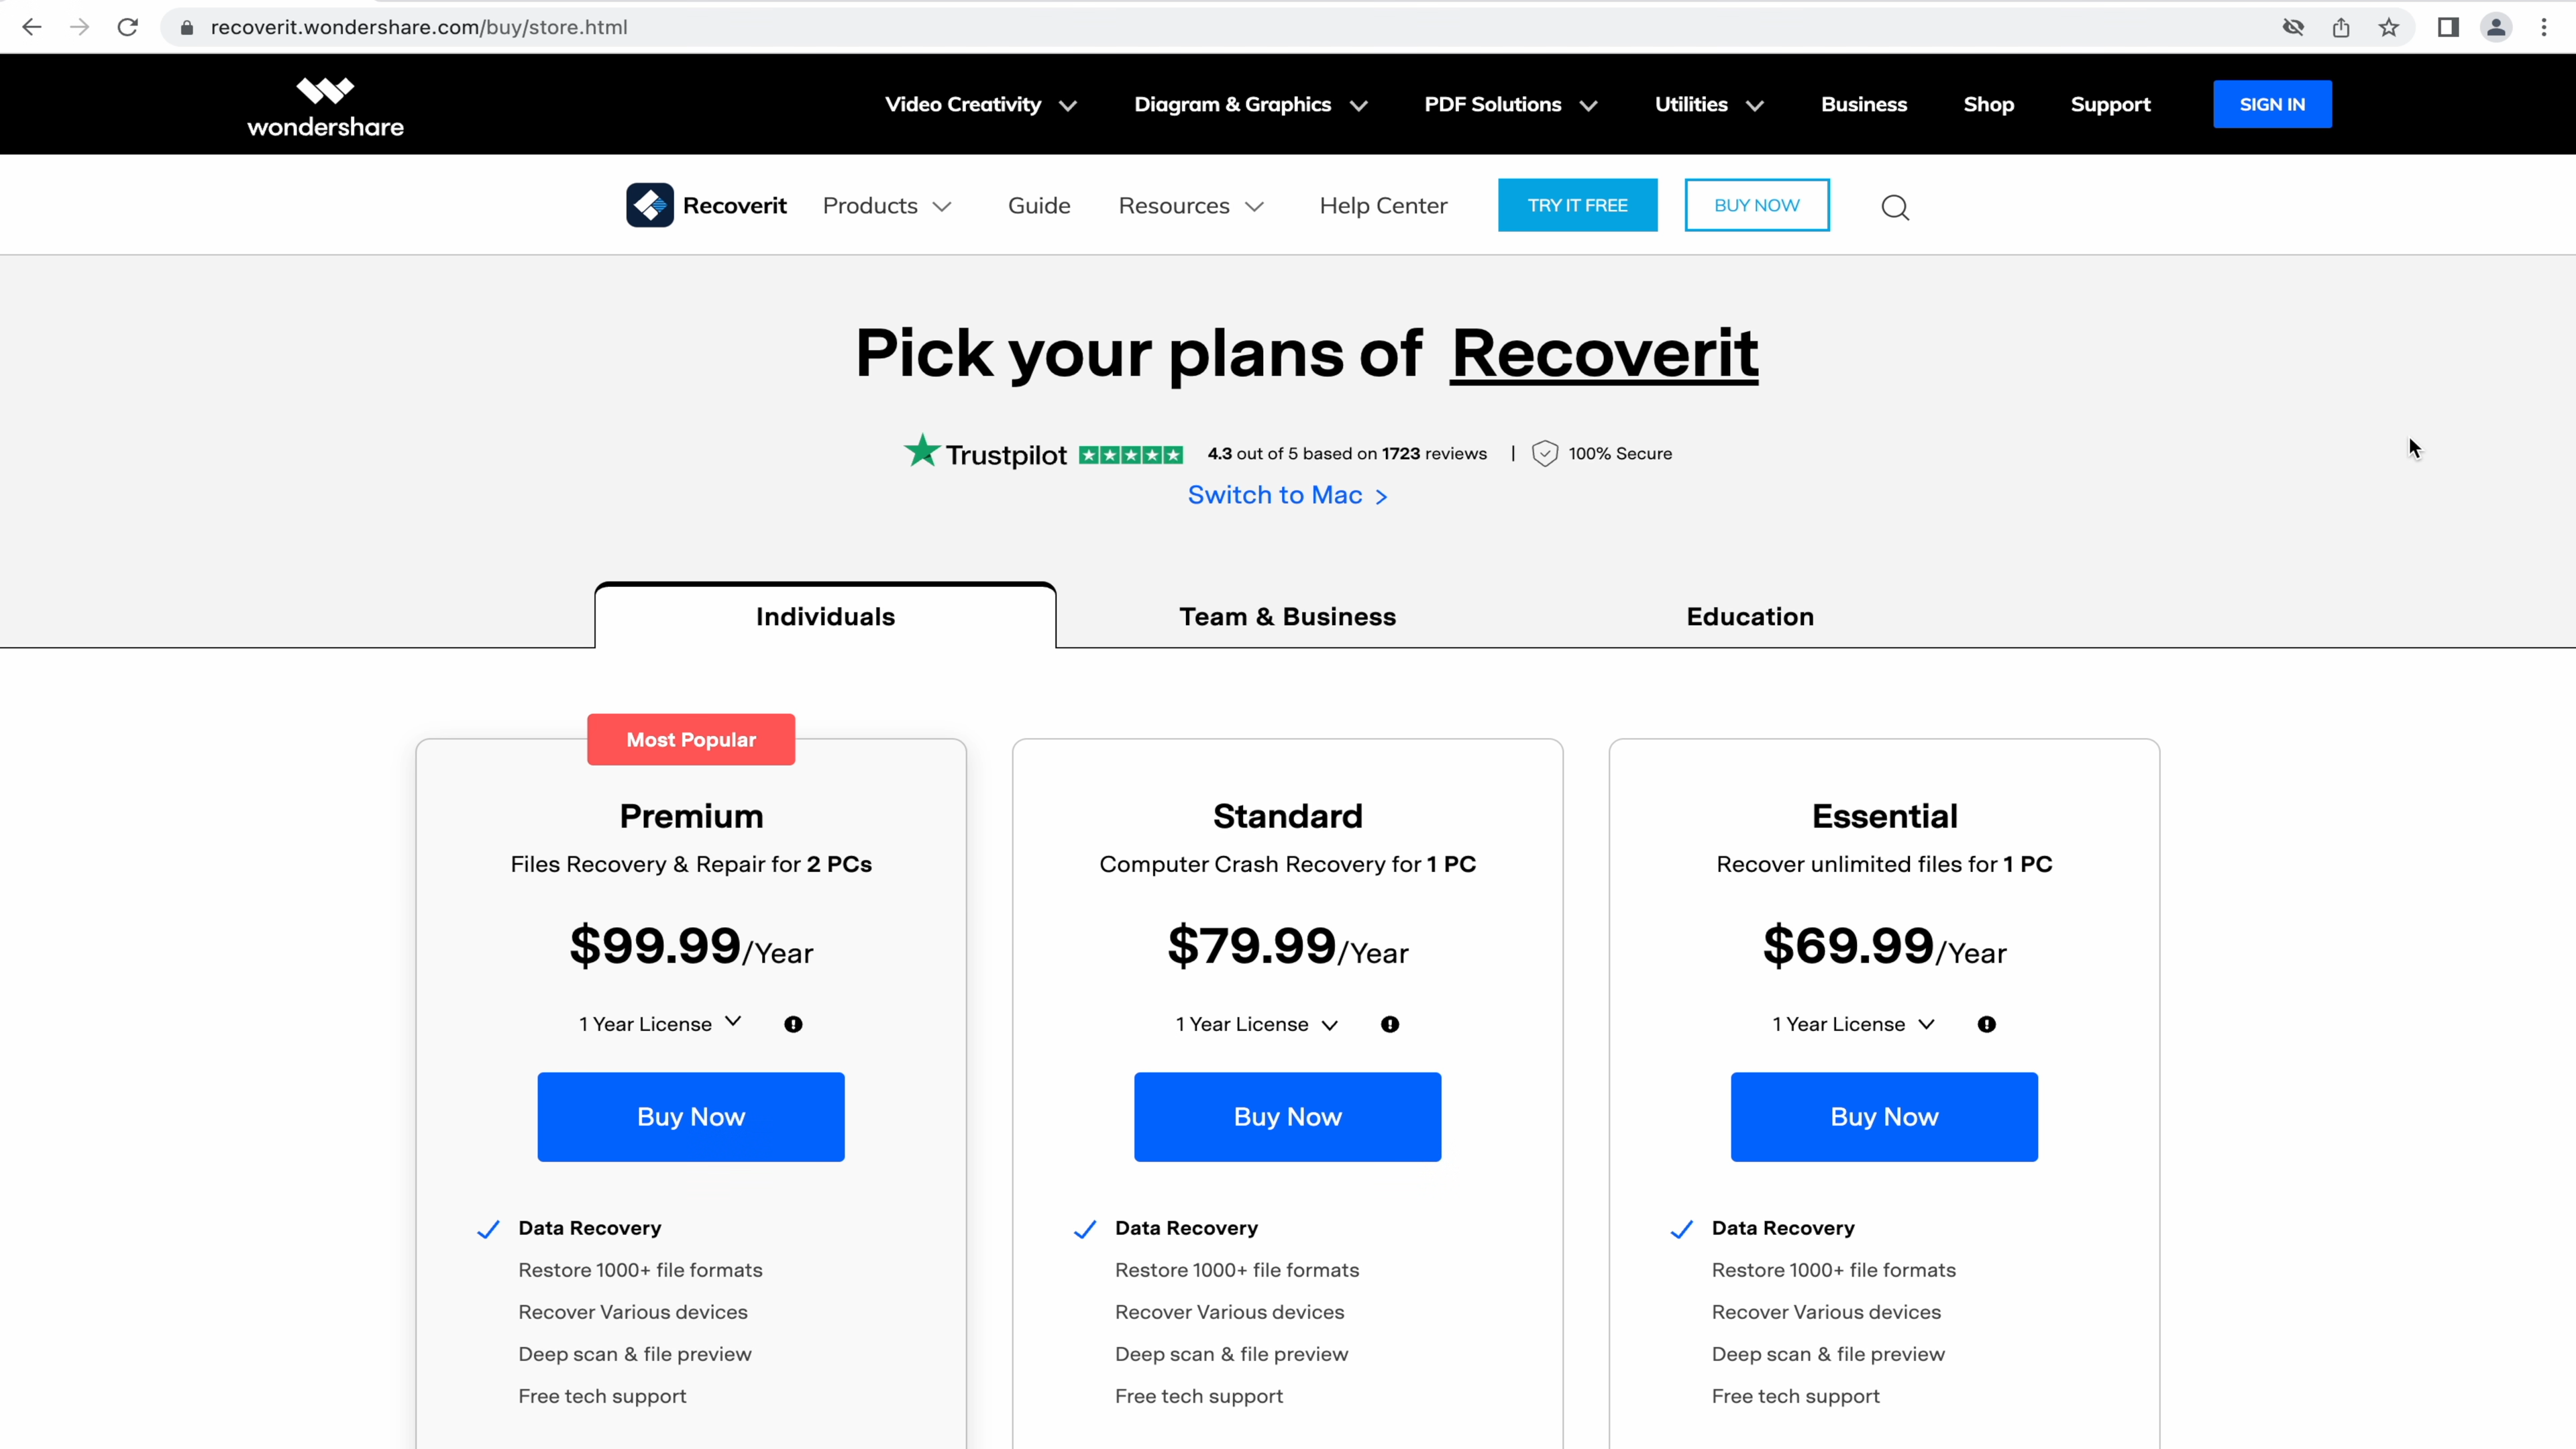 recoverit.wondershare.com/buy/store.html
wondershare
Video Creativity
Diagram & Graphics
PDF Solutions
Utilities
Business
Shop
Support
SIGN IN
Recoverit
Products
Guide
Resources
Help Center
TRY IT FREE
BUY NOW
Pick your plans of Recoverit
Trustpilot 4.3 out of 5 based on 1723 reviews | 100% Secure
Switch to Mac >
Individuals
Team & Business
Education
Most Popular
Premium
Files Recovery & Repair for 2 PCs
$99.99/Year
1 Year License
Buy Now
Data Recovery
Restore 1000+ file formats
Recover Various devices
Deep scan & file preview
Free tech support
Standard
Computer Crash Recovery for 1 PC
$79.99/Year
1 Year License
Buy Now
Data Recovery
Restore 1000+ file formats
Recover Various devices
Deep scan & file preview
Free tech support
Essential
Recover unlimited files for 1 PC
$69.99/Year
1 Year License
Buy Now
Data Recovery
Restore 1000+ file formats
Recover Various devices
Deep scan & file preview
Free tech support